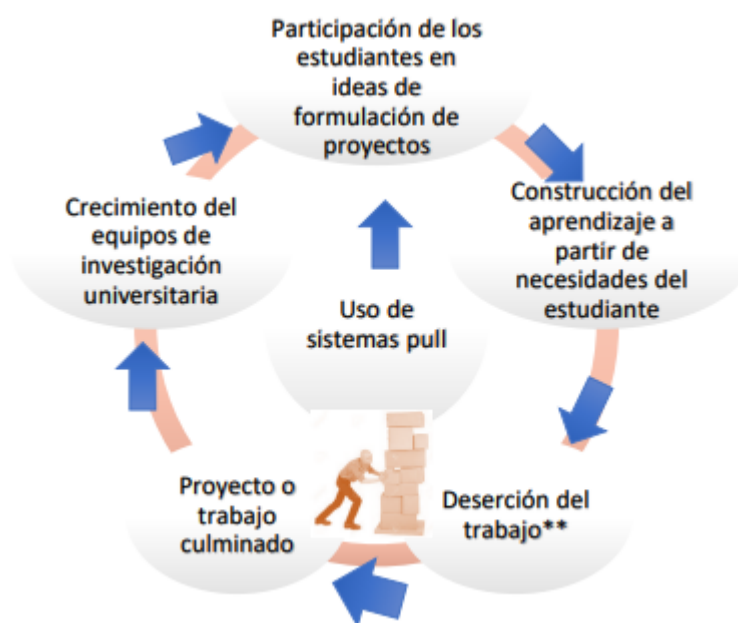 Participación de los
estudiantes en
ideas de
formulación de
proyectos
Construcción del
aprendizaje a
partir de
necesidades del
estudiante
Deserción del
trabajo**
Proyecto o
trabajo
culminado
Crecimiento del
equipos de
investigación
universitaria
Uso de
sistemas pull